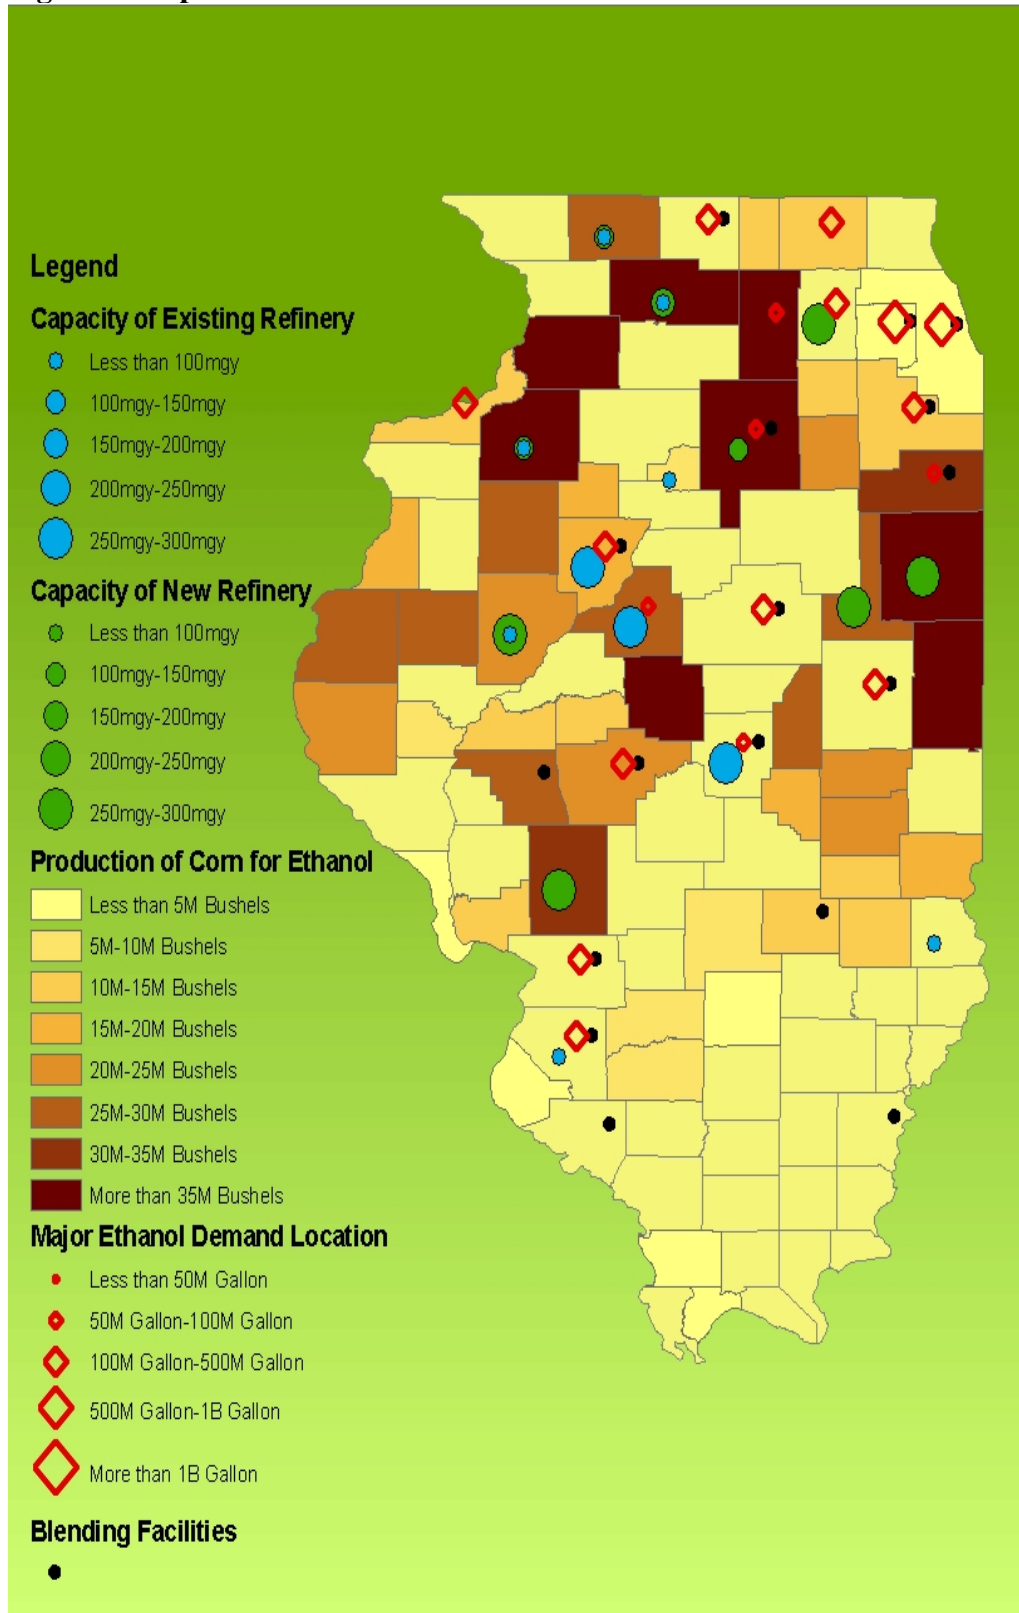 Legend
Capacity of Existing Refinery
Less than 100mgy
100mgy-150mgy
150mgy-200mgy
200mgy-250mgy
250mgy-300mgy
Capacity of New Refinery
Less than 100mgy
100mgy-150mgy
150mgy-200mgy
200mgy-250mgy
250mgy-300mgy
Production of Corn for Ethanol
Less than 5M Bushels
5M-10M Bushels
10M-15M Bushels
15M-20M Bushels
20M-25M Bushels
25M-30M Bushels
30M-35M Bushels
More than 35M Bushels
Major Ethanol Demand Location
Less than 50M Gallon
50M Gallon-100M Gallon
100M Gallon-500M Gallon
500M Gallon-1B Gallon
More than 1B Gallon
Blending Facilities